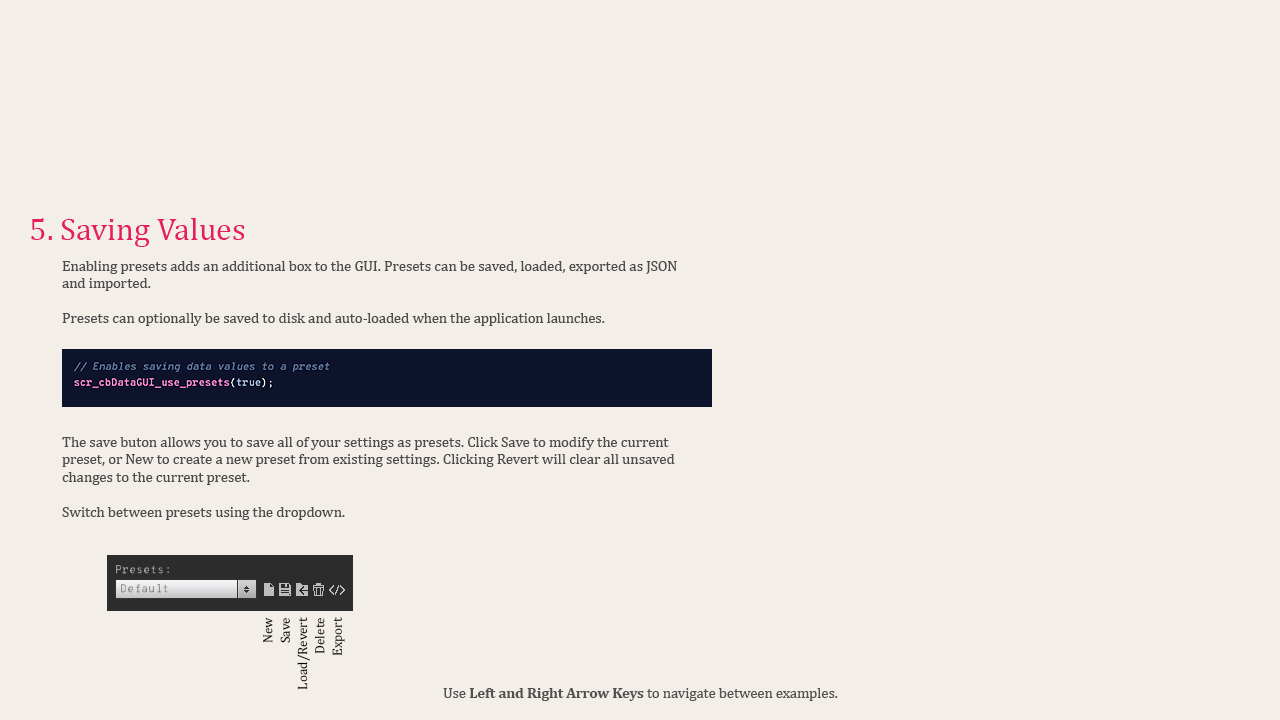 5. Saving Values
Enabling presets adds an additional box to the GUI. Presets can be saved, loaded, exported as JSON
and imported.
Presets can optionally be saved to disk and auto-loaded when the application launches.
// Enables saving data values to a preset
scr_cbDataGUI_use_presets(true);
The save buton allows you to save all of your settings as presets. Click Save to modify the current
preset, or New to create a new preset from existing settings. Clicking Revert will clear all unsaved
changes to the current preset.
Switch between presets using the dropdown.
Presets:
Default
New
Save
Load/Revert
Delete
Export
Use Left and Right Arrow Keys to navigate between examples.